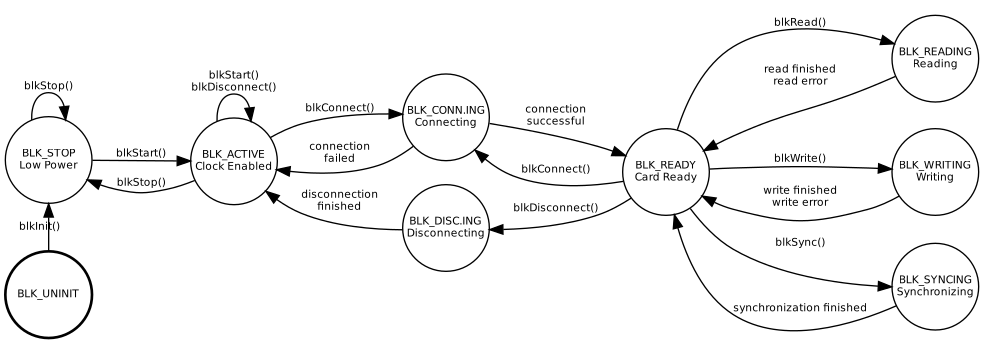 blkStop()
BLK_STOP
Low Power
blkInit()
BLK_UNINIT
blkStart()
blkStop()
blkStart()
blkDisconnect()
BLK_ACTIVE
Clock Enabled
blkConnect()
connection
failed
disconnection
finished
BLK_CONN.ING
Connecting
BLK_DISC.ING
Disconnecting
connection
successful
blkConnect()
blkDisconnect()
BLK_READY
Card Ready
blkRead()
read finished
read error
blkWrite()
write finished
write error
blkSync()
synchronization finished
BLK_READING
Reading
BLK_WRITING
Writing
BLK_SYNCING
Synchronizing